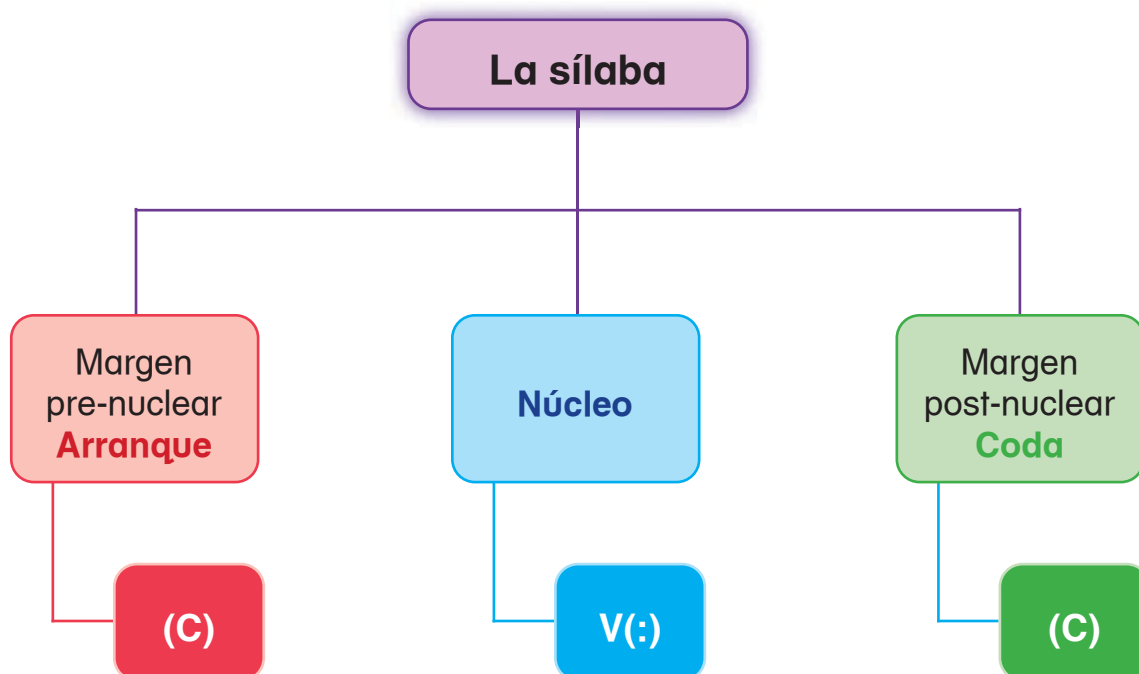 La sílaba
Margen
pre-nuclear
Arranque
Núcleo
Margen
post-nuclear
Coda
(C)
V(:)
(C)